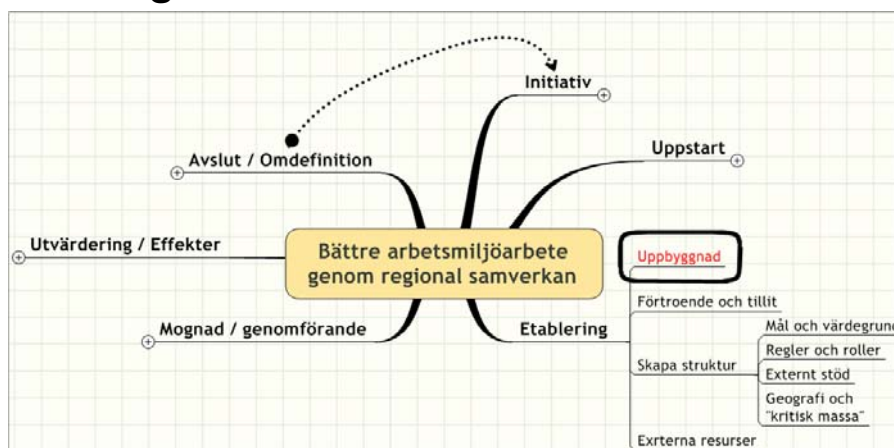 Initiativ
Avslut / Omdefinition
Uppstart
Utvärdering / Effekter
Bättre arbetsmiljöarbete
genom regional samverkan
Uppbyggnad
Förtroende och tillit
Mognad / genomförande
Etablering
Mål och värdegrund
Regler och roller
Skapa struktur
Externt stöd
Geografi och
"kritisk massa"
Exrterna resurser